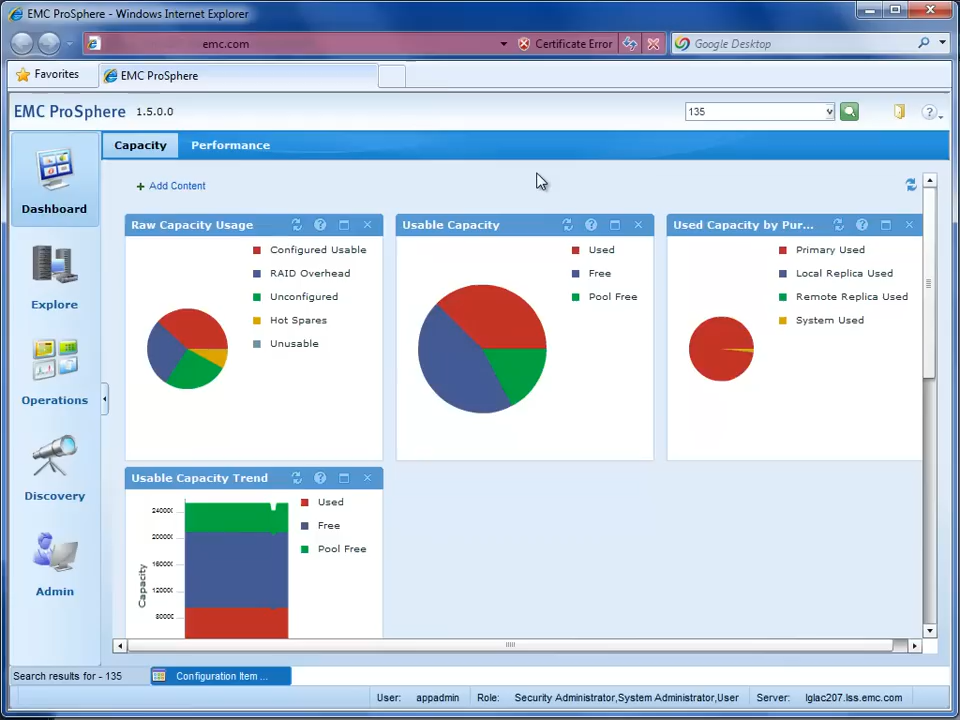 EMC ProSphere - Windows Internet Explorer
emc.com
Certificate Error
Google Desktop
Favorites
EMC ProSphere
EMC ProSphere 1.5.0.0
135
Capacity
Performance
Dashboard
Explore
Operations
Discovery
Admin
Add Content
Raw Capacity Usage
Configured Usable
RAID Overhead
Unconfigured
Hot Spares
Unusable
Usable Capacity
Used
Free
Pool Free
Used Capacity by Pur...
Primary Used
Local Replica Used
Remote Replica Used
System Used
Usable Capacity Trend
Used
Free
Pool Free
Capacity
Search results for - 135
Configuration Item ...
User: appadmin Role: Security Administrator,System Administrator,User Server: lglac207.lss.emc.com